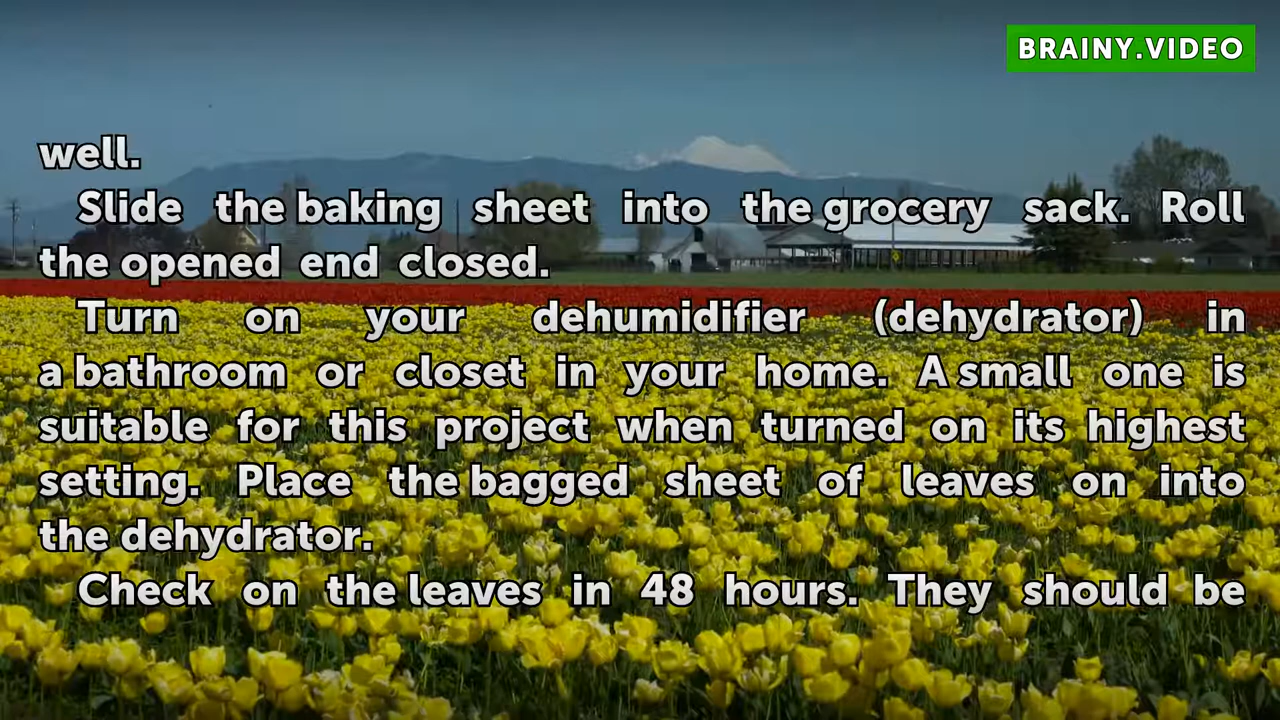 BRAINY.VIDEO
well.
Slide the baking sheet into the grocery sack. Roll
the opened end closed.
Turn on your dehumidifier (dehydrator) in
a bathroom or closet in your home. A small one is
suitable for this project when turned on its highest
setting. Place the bagged sheet of leaves on into
the dehydrator.
Check on the leaves in 48 hours. They should be